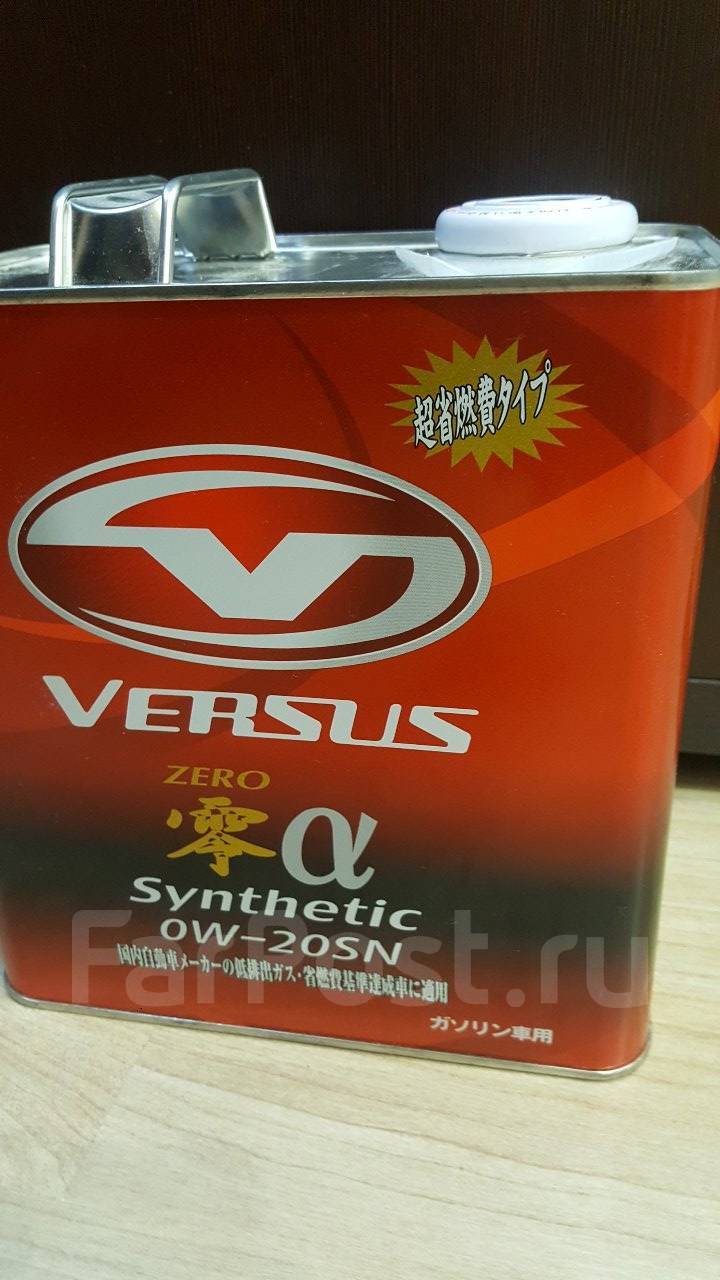 超省燃費タイプ
VERSUS
ZERO
零α
Synthetic
0W-20SN
国内自動車メーカーの低排出ガス・省燃費基準達成車に適用
ガソリン車用
FarPost.ru